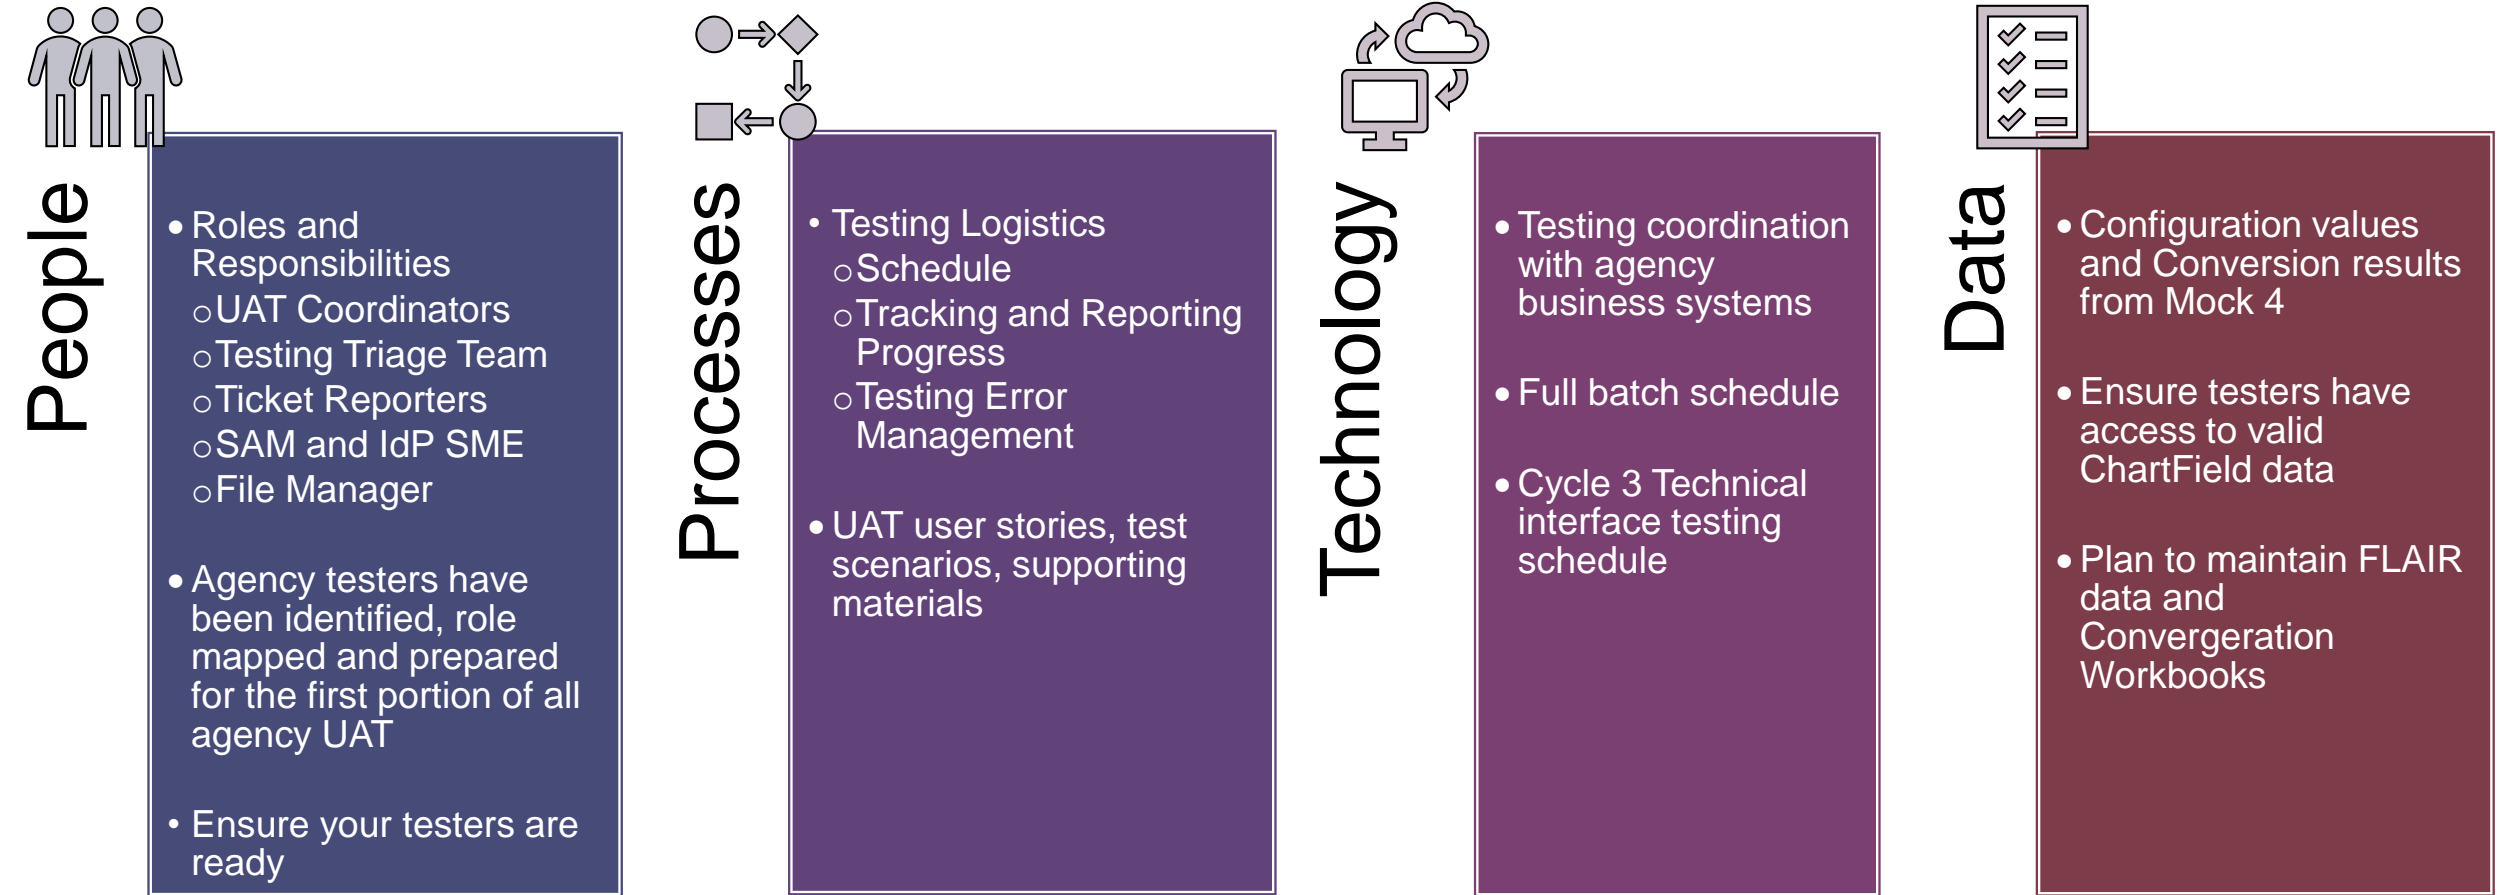 People
• Roles and
Responsibilities
○UAT Coordinators
○Testing Triage Team
○Ticket Reporters
○SAM and IdP SME
○File Manager
• Agency testers have
been identified, role
mapped and prepared
for the first portion of all
agency UAT
• Ensure your testers are
ready
Processes
• Testing Logistics
○Schedule
○Tracking and Reporting
Progress
○Testing Error
Management
• UAT user stories, test
scenarios, supporting
materials
Technology
• Testing coordination
with agency
business systems
• Full batch schedule
• Cycle 3 Technical
interface testing
schedule
Data
• Configuration values
and Conversion results
from Mock 4
• Ensure testers have
access to valid
ChartField data
• Plan to maintain FLAIR
data and
Convergeration
Workbooks